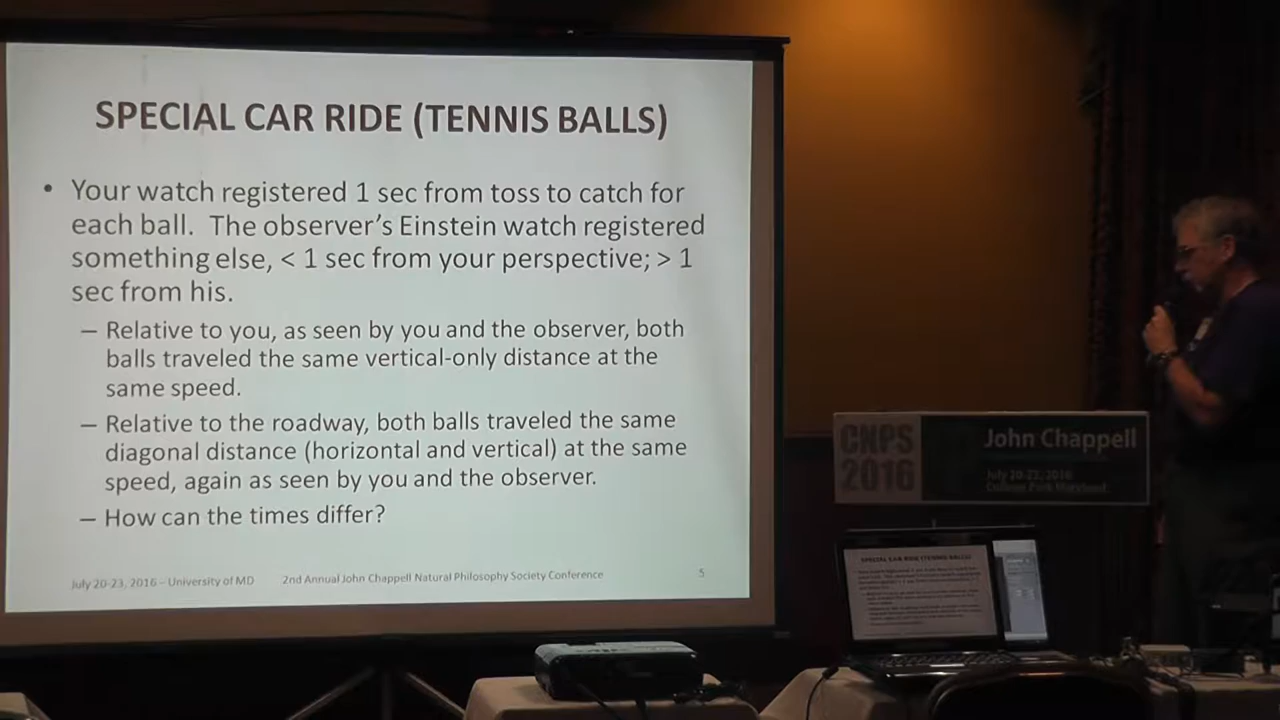 SPECIAL CAR RIDE (TENNIS BALLS)
• Your watch registered 1 sec from toss to catch for
each ball. The observer's Einstein watch registered
something else, < 1 sec from your perspective; > 1
sec from his.
– Relative to you, as seen by you and the observer, both
balls traveled the same vertical-only distance at the
same speed.
– Relative to the roadway, both balls traveled the same
diagonal distance (horizontal and vertical) at the same
speed, again as seen by you and the observer.
– How can the times differ?
July 20-23, 2016 – University of MD 2nd Annual John Chappell Natural Philosophy Society Conference 5
CNPS
2016
John Chappell
July 20-23, 2016
College Park Maryland
SPECIAL CAR RIDE (TENNIS BALLS)